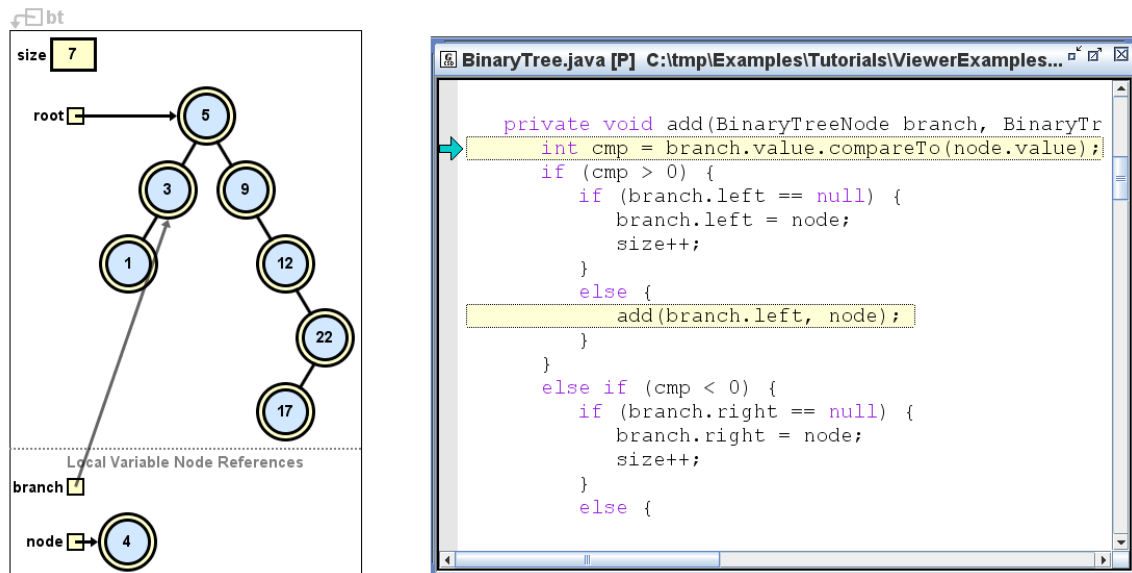 bt
size 7
root
5
3
9
1
12
22
17
Local Variable Node References
branch
node
4
BinaryTree.java [P] C:\tmp\Examples\Tutorials\ViewerExamples...
private void add(BinaryTreeNode branch, BinaryTr
int cmp = branch.value.compareTo(node.value);
if (cmp > 0) {
if (branch.left == null) {
branch.left = node;
size++;
}
else {
add(branch.left, node);
}
}
else if (cmp < 0) {
if (branch.right == null) {
branch.right = node;
size++;
}
else {